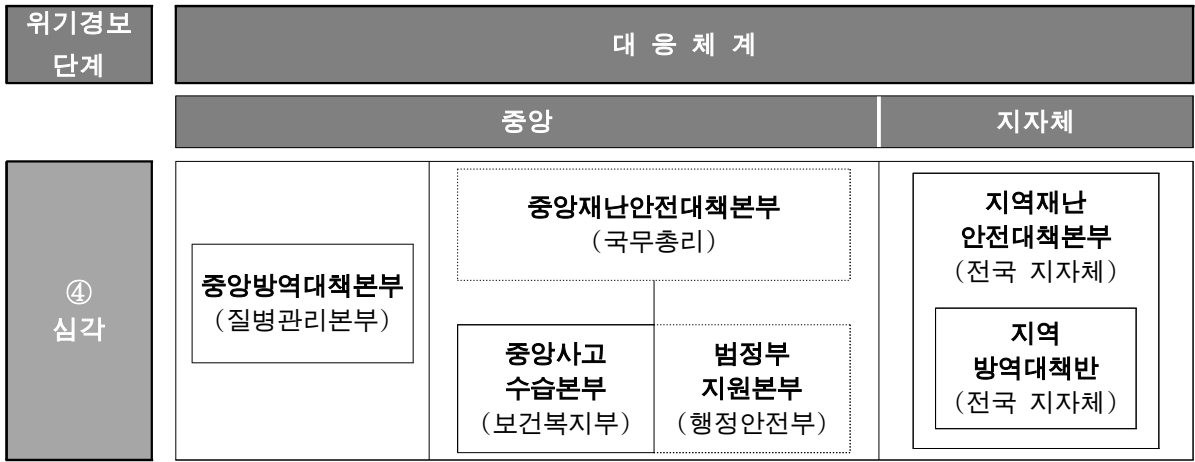 위기경보
단계
대 응 체 계
중앙
지자체
④
심각
중앙방역대책본부
(질병관리본부)
중앙재난안전대책본부
(국무총리)
중앙사고
수습본부
(보건복지부)
범정부
지원본부
(행정안전부)
지역재난
안전대책본부
(전국 지자체)
지역
방역대책반
(전국 지자체)